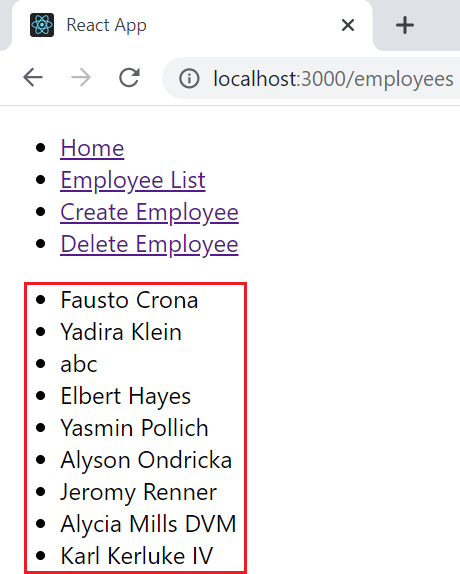 React App
localhost:3000/employees
Home
Employee List
Create Employee
Delete Employee
Fausto Crona
Yadira Klein
abc
Elbert Hayes
Yasmin Pollich
Alyson Ondricka
Jeromy Renner
Alycia Mills DVM
Karl Kerluke IV